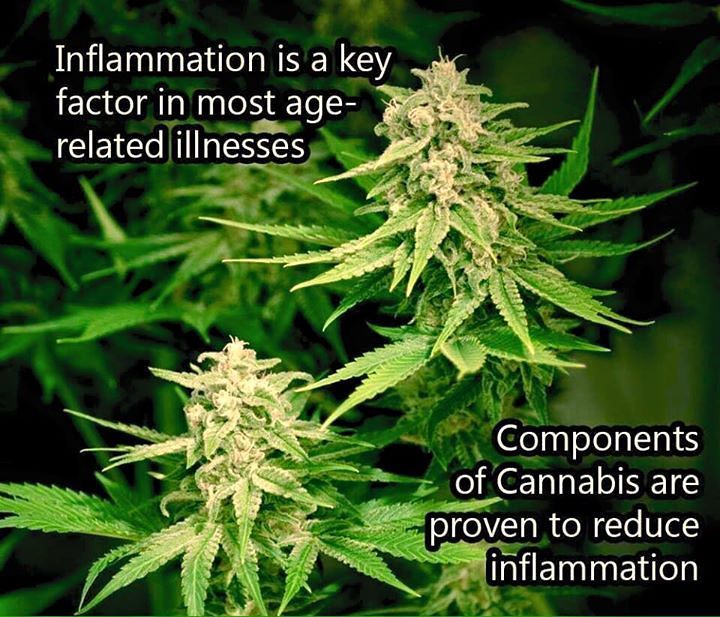 Inflammation is a key
factor in most age-
related illnesses
Components
of Cannabis are
proven to reduce
inflammation